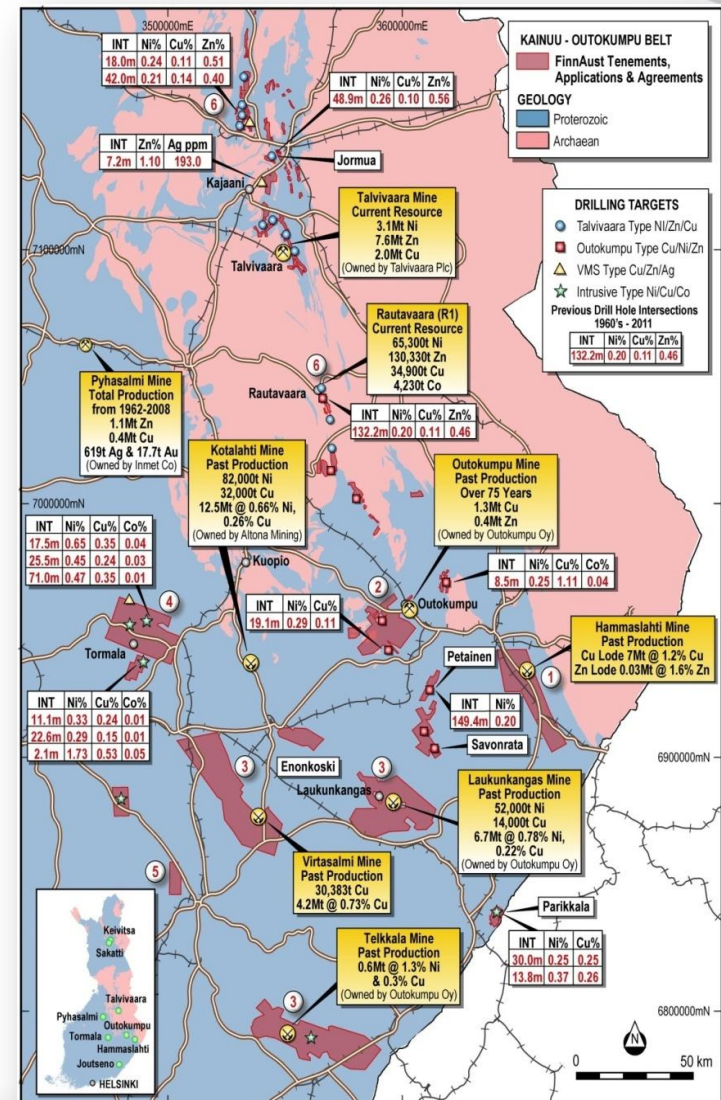 3500000mE
3600000mE
INT Ni% Cu% Zn%
18.0m 0.24 0.11 0.51
42.0m 0.21 0.14 0.40
6
INT Ni% Cu% Zn%
48.9m 0.26 0.10 0.56
KAINUU - OUTOKUMPU BELT
FinnAust Tenements,
Applications & Agreements
GEOLOGY
Proterozoic
Archaean
INT Zn% Ag ppm
7.2m 1.10 193.0
Jormua
Kajaani
Talvivaara Mine
Current Resource
3.1Mt Ni
7.6Mt Zn
2.0Mt Cu
(Owned by Talvivaara Plc)
DRILLING TARGETS
Talvivaara Type NI/Zn/Cu
Outokumpu Type Cu/Ni/Zn
VMS Type Cu/Zn/Ag
Intrusive Type Ni/Cu/Co
Previous Drill Hole Intersections
1960's - 2011
INT Ni% Cu% Zn%
132.2m 0.20 0.11 0.46
7100000mN
Talvivaara
Rautavaara (R1)
Current Resource
65,300t Ni
130,330t Zn
34,900t Cu
4,230t Co
Pyhasalmi Mine
Total Production
from 1962-2008
1.1Mt Zn
0.4Mt Cu
619t Ag & 17.7t Au
(Owned by Inmet Co)
6
Rautavaara
INT Ni% Cu% Zn%
132.2m 0.20 0.11 0.46
Kotalahti Mine
Past Production
82,000t Ni
32,000t Cu
12.5Mt @ 0.66% Ni,
0.26% Cu
(Owned by Altona Mining)
Outokumpu Mine
Past Production
Over 75 Years
1.3Mt Cu
0.4Mt Zn
(Owned by Outokumpu Oy)
7000000mN
INT Ni% Cu% Co%
17.5m 0.65 0.35 0.04
25.5m 0.45 0.24 0.03
71.0m 0.47 0.35 0.01
Kuopio
INT Ni% Cu% Co%
8.5m 0.25 1.11 0.04
4
2
Outokumpu
INT Ni% Cu%
19.1m 0.29 0.11
Hammaslahti Mine
Past Production
Cu Lode 7Mt @ 1.2% Cu
Zn Lode 0.03Mt @ 1.6% Zn
Tormala
Petainen
1
INT Ni% Cu% Co%
11.1m 0.33 0.24 0.01
22.6m 0.29 0.15 0.01
2.1m 1.73 0.53 0.05
INT Ni%
149.4m 0.20
Savonrata
6900000mN
3
Enonkoski
3
Laukunkangas
Laukunkangas Mine
Past Production
52,000t Ni
14,000t Cu
6.7Mt @ 0.78% Ni,
0.22% Cu
(Owned by Outokumpu Oy)
Virtasalmi Mine
Past Production
30,383t Cu
4.2Mt @ 0.73% Cu
5
Parikkala
INT Ni% Cu%
30.0m 0.25 0.25
13.8m 0.37 0.26
Telkkala Mine
Past Production
0.6Mt @ 1.3% Ni
& 0.3% Cu
(Owned by Outokumpu Oy)
3
6800000mN
Keivitsa
Sakatti
Talvivaara
Pyhasalmi
Outokumpu
Tormala
Hammaslahti
Joutseno
HELSINKI
N
0 50 km